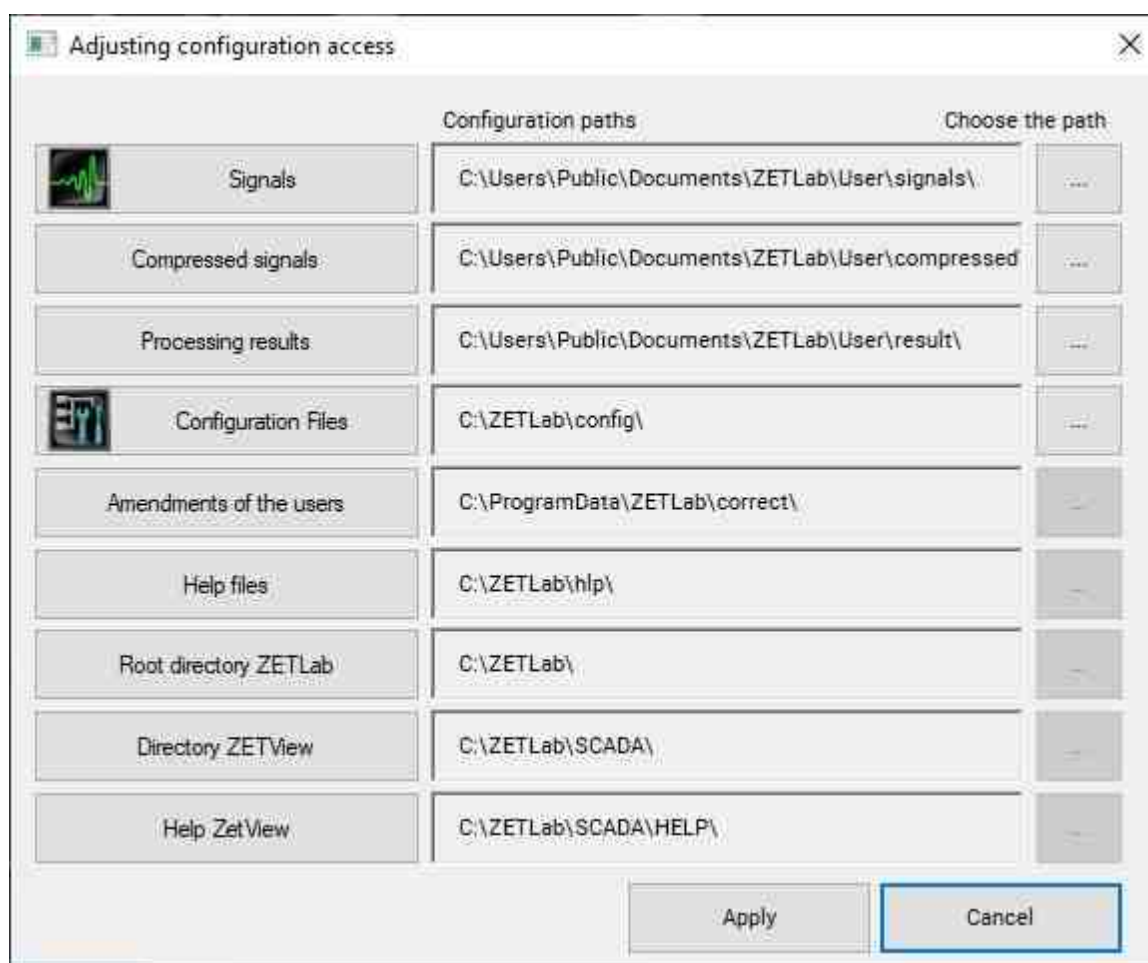 Adjusting configuration access
Configuration paths Choose the path
Signals C:\Users\Public\Documents\ZETLab\User\signals\ ...
Compressed signals C:\Users\Public\Documents\ZETLab\User\compressed ...
Processing results C:\Users\Public\Documents\ZETLab\User\result\ ...
Configuration Files C:\ZETLab\config\ ...
Amendments of the users C:\ProgramData\ZETLab\correct\ ...
Help files C:\ZETLab\hlp\ ...
Root directory ZETLab C:\ZETLab\ ...
Directory ZETView C:\ZETLab\SCADA\ ...
Help ZetView C:\ZETLab\SCADA\HELP\ ...
Apply Cancel